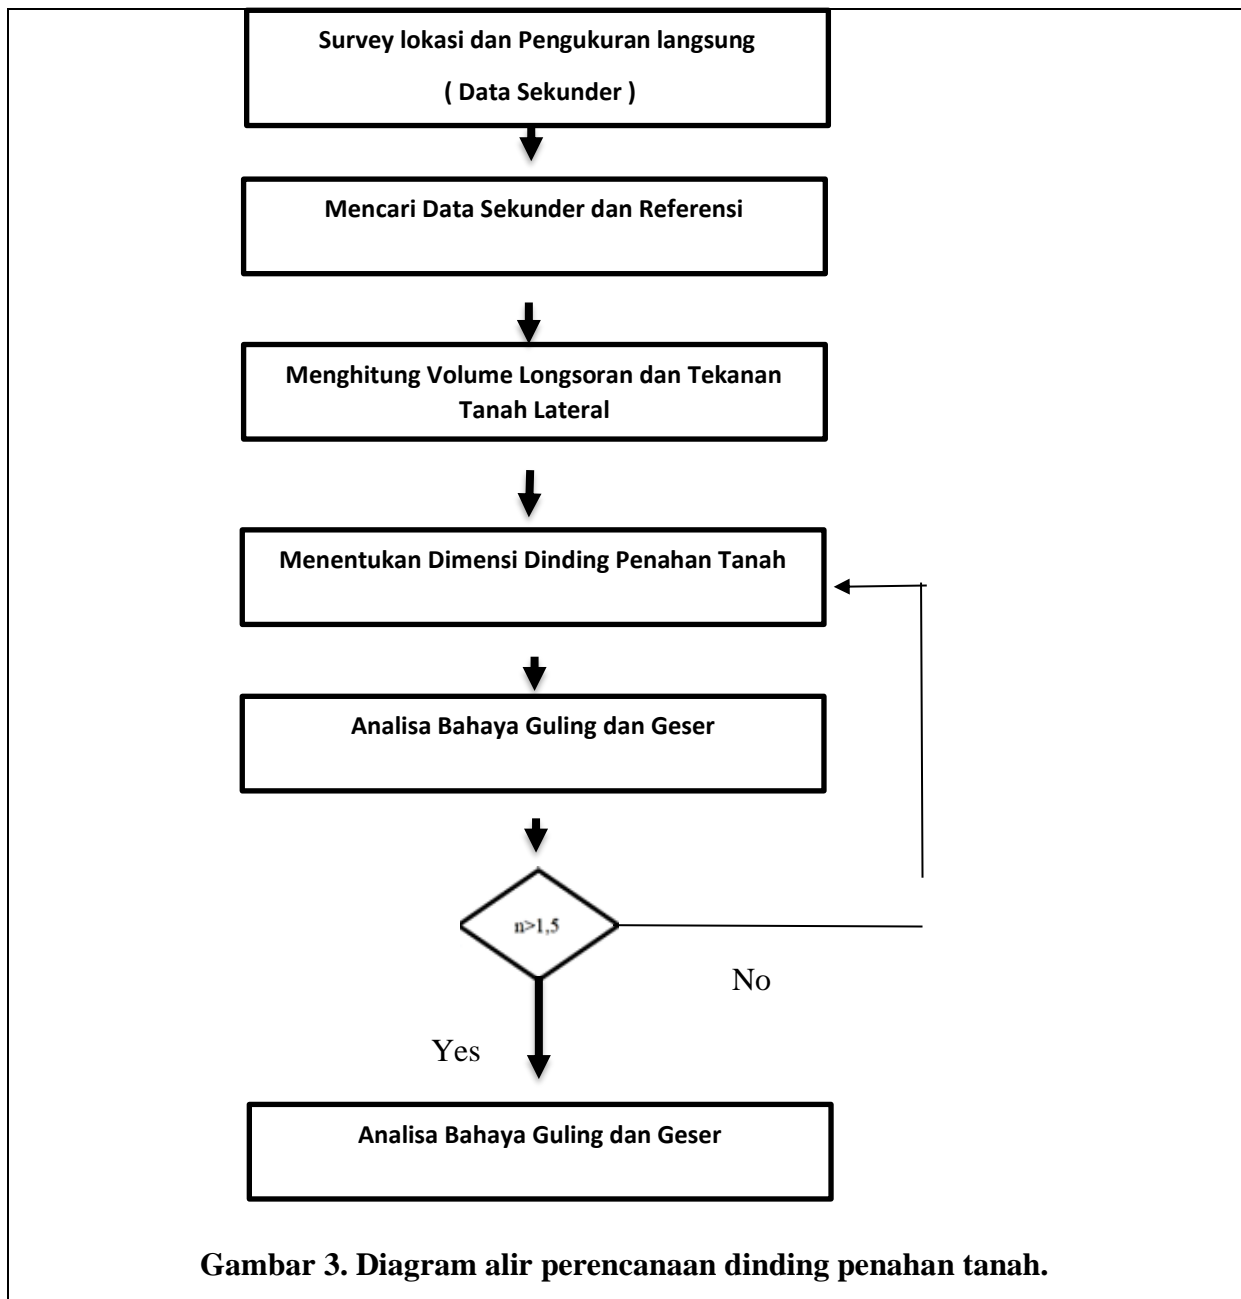 Survey lokasi dan Pengukuran langsung
( Data Sekunder )
Mencari Data Sekunder dan Referensi
Menghitung Volume Longsoran dan Tekanan
Tanah Lateral
Menentukan Dimensi Dinding Penahan Tanah
Analisa Bahaya Guling dan Geser
n>1,5
No
Yes
Analisa Bahaya Guling dan Geser
Gambar 3. Diagram alir perencanaan dinding penahan tanah.